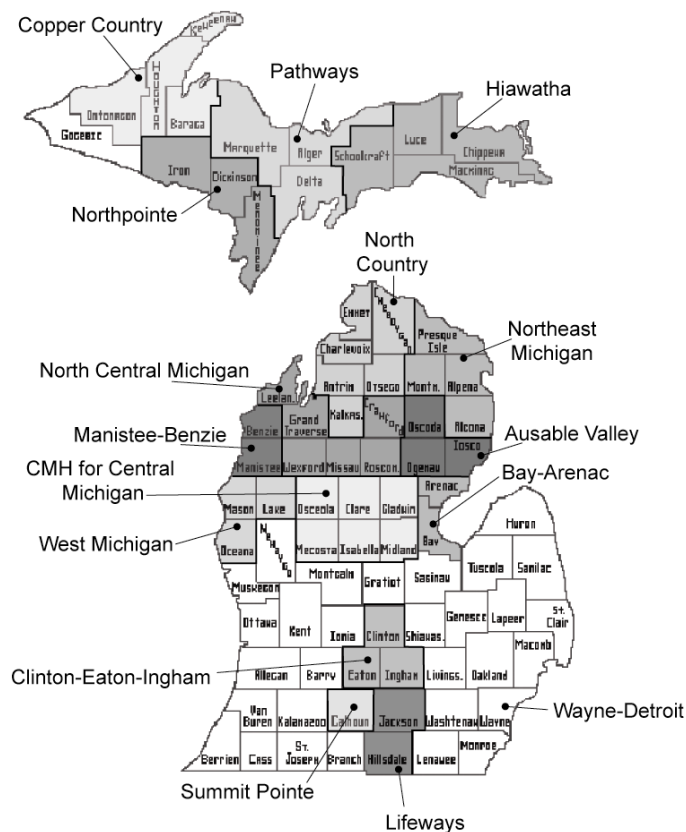 Copper Country
Keweenaw
Houghton
Pathways
Hiawatha
Ontonagon
Gogebic
Baraga
Marquette
Alger
Luce
Chippewa
Schoolcraft
Mackinac
Iron
Dickinson
Delta
Menominee
Northpointe
North
Country
Emmet
Cheboygan
Presque
Isle
Northeast
Michigan
Charlevoix
North Central Michigan
Antrim
Otsego
Montm.
Alpena
Leelan.
Benzie
Grand
Traverse
Kalkas.
Crawford
Oscoda
Alcona
Manistee-Benzie
Ausable Valley
Manistee
Wexford
Missau
Roscon.
Ogenaw
Iosco
CMH for Central
Michigan
Bay-Arenac
Arenac
Mason
Lake
Osceola
Clare
Gladwin
Huron
West Michigan
Oceana
Newaygo
Mecosta
Isabella
Midland
Bay
Tuscola
Sanilac
Muskegon
Montcalm
Gratiot
Saginau
Ottawa
Kent
Ionia
Clinton
Shiawas.
Genesee
Lapeer
St.
Clair
Macomb
Clinton-Eaton-Ingham
Allegan
Barry
Eaton
Ingham
Livings.
Oakland
Van
Buren
Kalamazoo
Calhoun
Jackson
Washtenaw
Wayne
Wayne-Detroit
Berrien
Cass
St.
Joseph
Branch
Hillsdale
Lenawee
Monroe
Summit Pointe
Lifeways